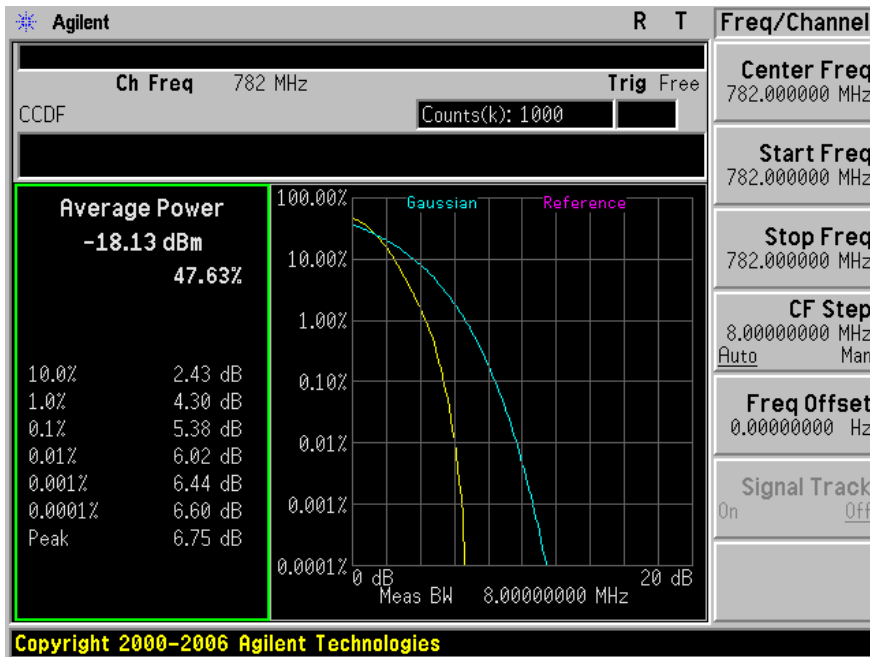 Agilent R T Freq/Channel
Ch Freq 782 MHz Trig Free
CCDF Counts(k): 1000
Average Power
-18.13 dBm
47.63%
10.0% 2.43 dB
1.0% 4.30 dB
0.1% 5.38 dB
0.01% 6.02 dB
0.001% 6.44 dB
0.0001% 6.60 dB
Peak 6.75 dB
Gaussian Reference
100.00%
10.00%
1.00%
0.10%
0.01%
0.001%
0.0001%
0 dB 20 dB
Meas BW 8.00000000 MHz
Center Freq
782.000000 MHz
Start Freq
782.000000 MHz
Stop Freq
782.000000 MHz
CF Step
8.00000000 MHz
Auto Man
Freq Offset
0.00000000 Hz
Signal Track
On Off
Copyright 2000-2006 Agilent Technologies